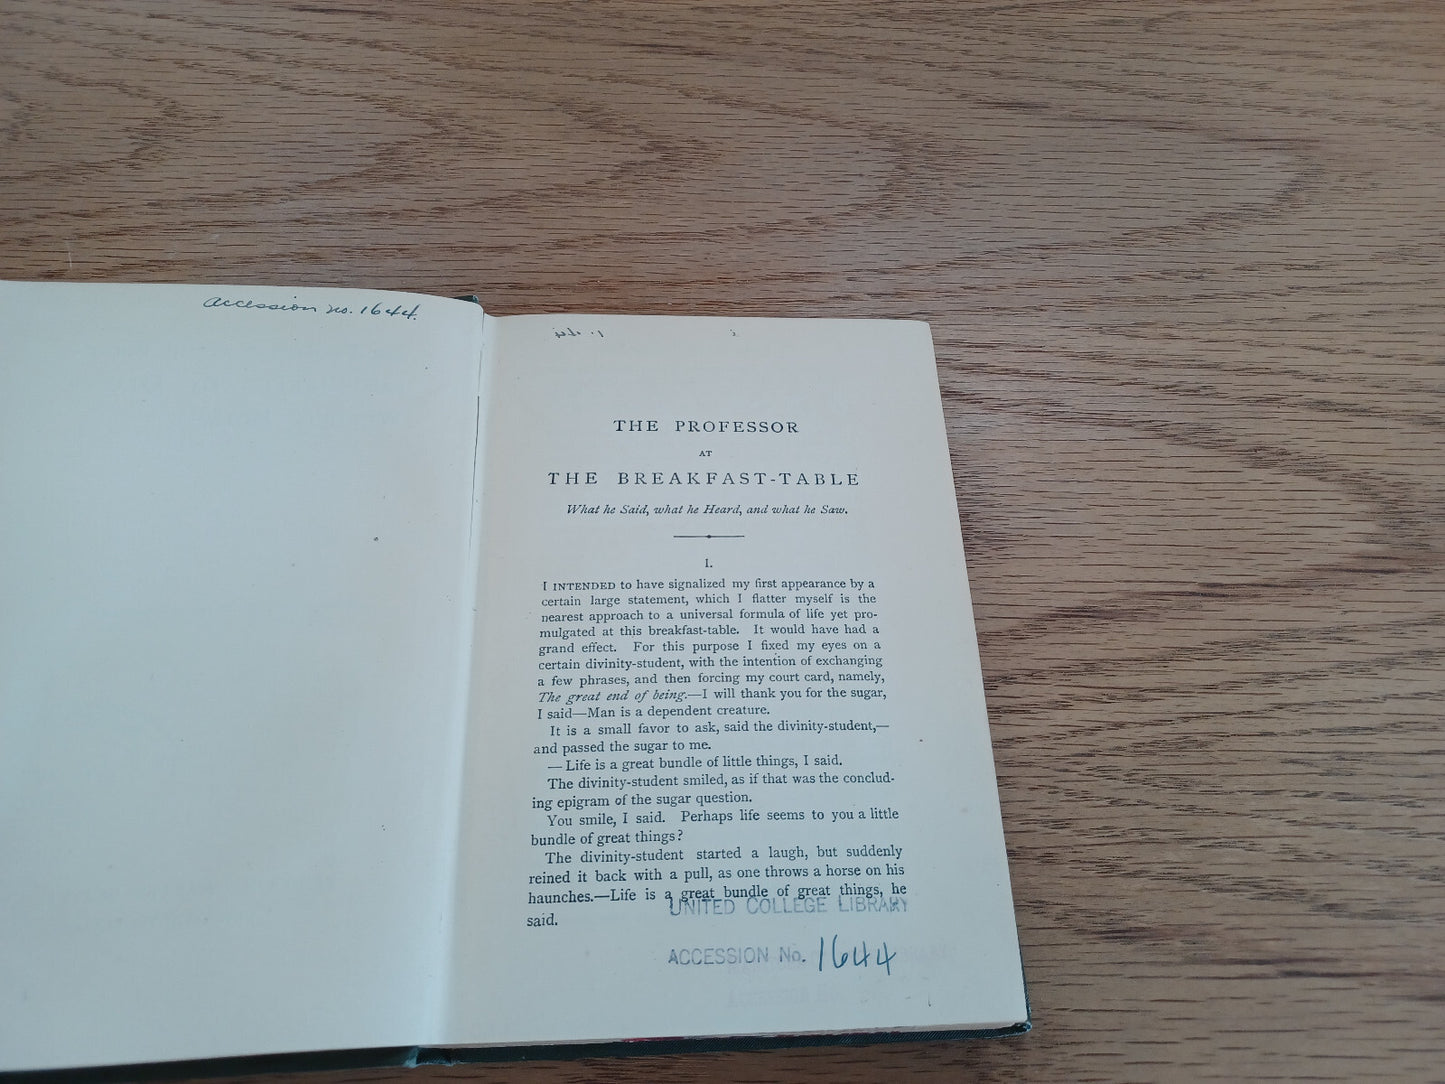 accession no. 1644.
THE PROFESSOR
AT
THE BREAKFAST-TABLE
What he Said, what he Heard, and what he Saw.
I.
I INTENDED to have signalized my first appearance by a
certain large statement, which I flatter myself is the
nearest approach to a universal formula of life yet pro-
mulgated at this breakfast-table. It would have had a
grand effect. For this purpose I fixed my eyes on a
certain divinity-student, with the intention of exchanging
a few phrases, and then forcing my court card, namely,
The great end of being.—I will thank you for the sugar,
I said—Man is a dependent creature.
It is a small favor to ask, said the divinity-student,—
and passed the sugar to me.
— Life is a great bundle of little things, I said.
The divinity-student smiled, as if that was the conclud-
ing epigram of the sugar question.
You smile, I said. Perhaps life seems to you a little
bundle of great things?
The divinity-student started a laugh, but suddenly
reined it back with a pull, as one throws a horse on his
haunches.—Life is a great bundle of great things, he
said.
UNITED COLLEGE LIBRARY
ACCESSION No. 1644